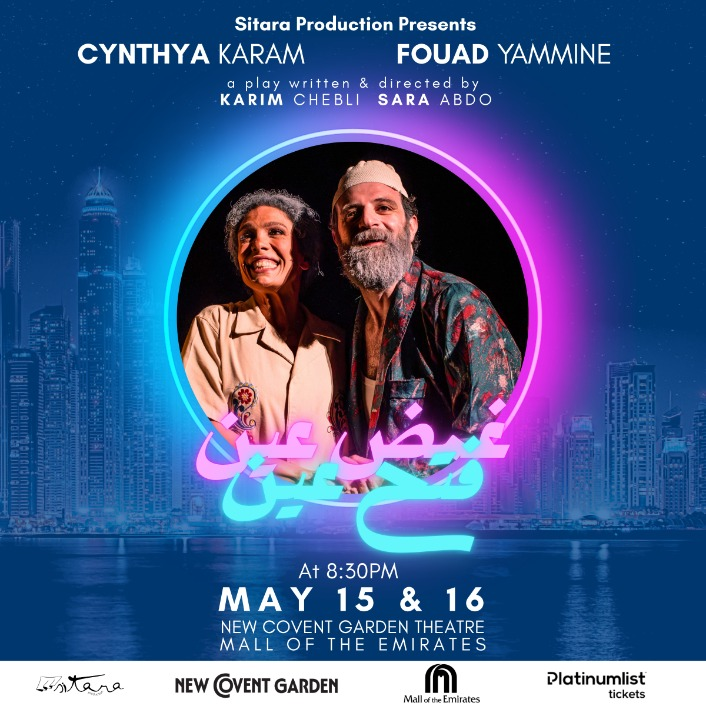 Sitara Production Presents
CYNTHYA KARAM FOUAD YAMMINE
a play written & directed by
KARIM CHEBLI SARA ABDO
غمض عين
فتح عين
At 8:30PM
MAY 15 & 16
NEW COVENT GARDEN THEATRE
MALL OF THE EMIRATES
sitara
NEW COVENT GARDEN
Mall of the Emirates
Platinumlist
tickets